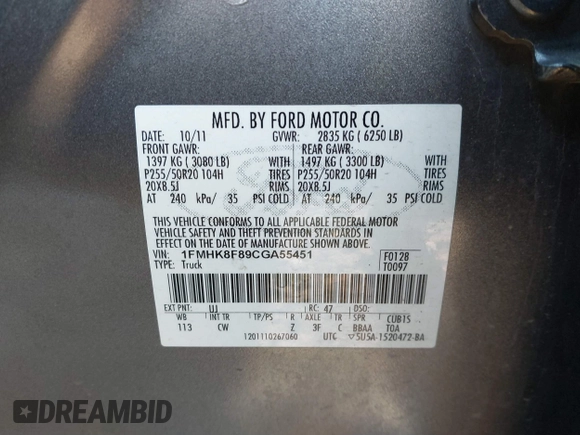 MFD. BY FORD MOTOR CO.
DATE: 10/11 GVWR: 2835 KG ( 6250 LB)
FRONT GAWR: REAR GAWR:
1397 KG ( 3080 LB) WITH 1497 KG ( 3300 LB) WITH
P255/50R20 104H TIRES P255/50R20 104H TIRES
20X8.5J RIMS 20X8.5J RIMS
AT 240 kPa/ 35 PSI COLD AT 240 kPa/ 35 PSI COLD
THIS VEHICLE CONFORMS TO ALL APPLICABLE FEDERAL MOTOR
VEHICLE SAFETY AND THEFT PREVENTION STANDARDS IN
EFFECT ON THE DATE OF MANUFACTURE SHOWN ABOVE.
VIN: 1FMHK8F89CGA55451 F0128
TYPE: Truck T0097
EXT PNT: UJ RC: 47 DSO:
WB INT TR TP/PS R AXLE TR SPR CUB15
113 CW Z 3F C BBAA TOA
1201110267060 UTC ▽5U5A-1520472-BA
DREAMBID